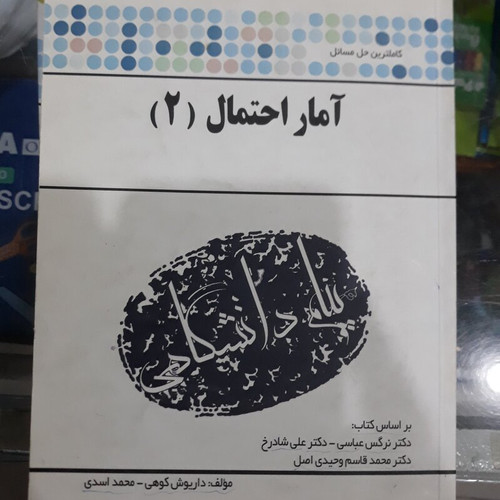 کاملترین حل مسائل
آمار احتمال (۲)
پیام دانشگاهی
بر اساس کتاب:
دکتر نرگس عباسی - دکتر علی شادرخ
دکتر محمد قاسم وحیدی اصل
مؤلف: داریوش کوهی - محمد اسدی